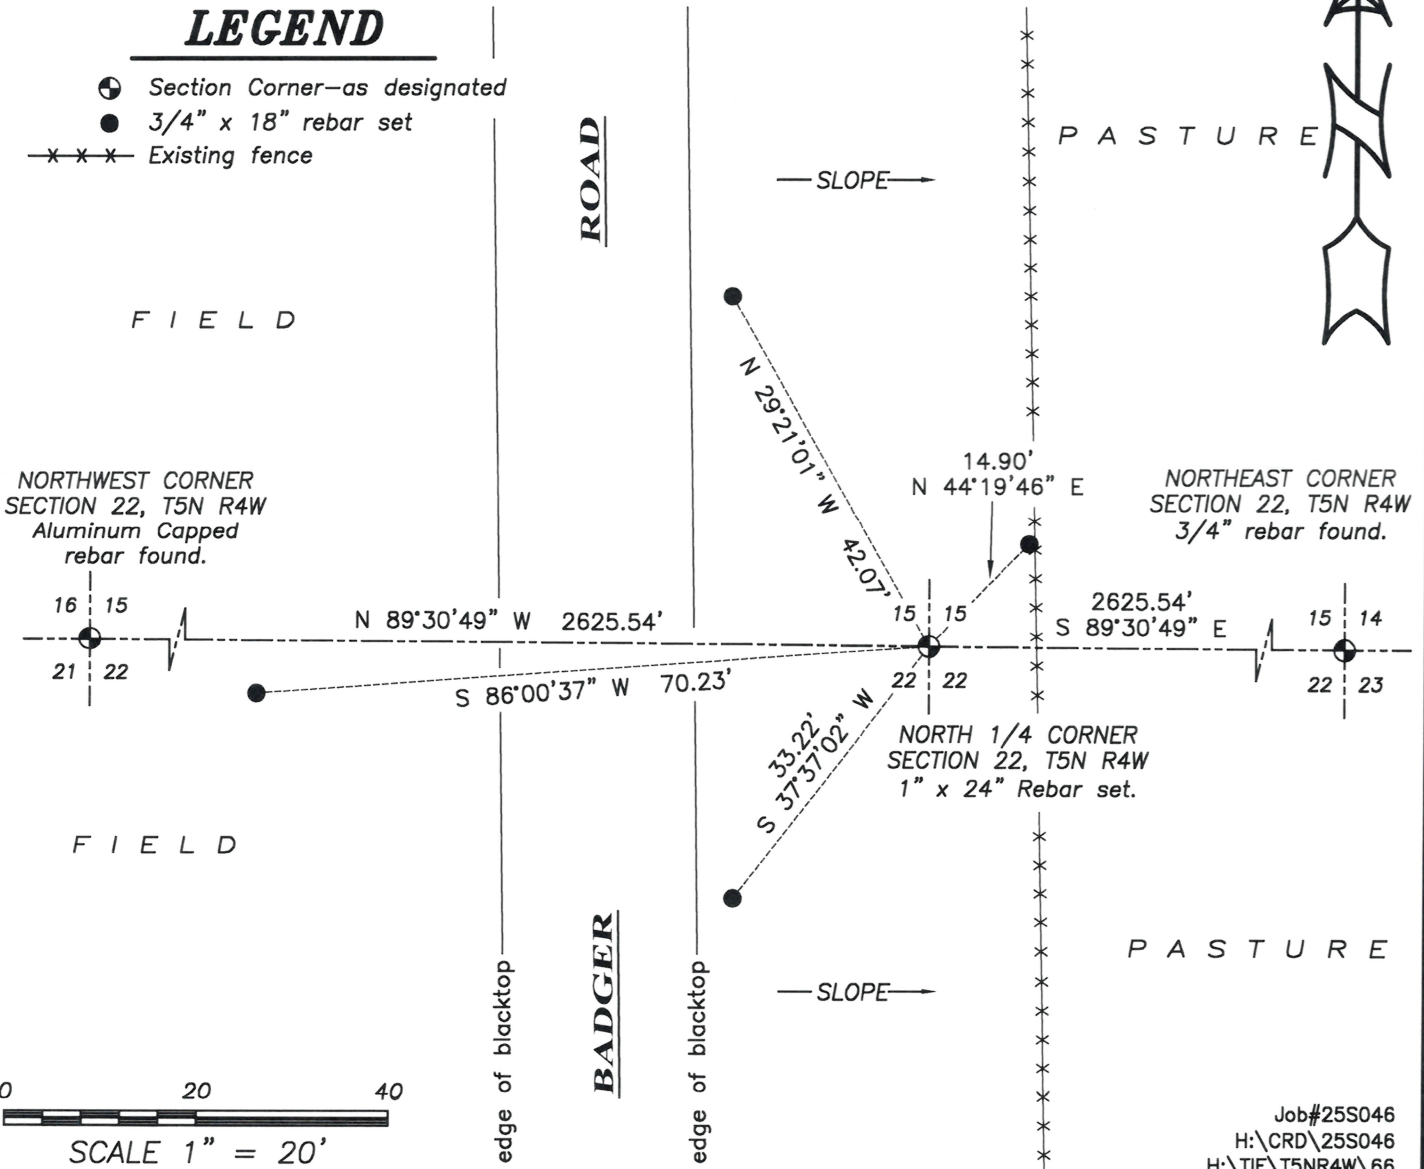 LEGEND
Section Corner-as designated
3/4" x 18" rebar set
Existing fence
ROAD
PASTURE
SLOPE
FIELD
N 29°21'01" W 42.07'
14.90'
N 44°19'46" E
NORTHWEST CORNER
SECTION 22, T5N R4W
Aluminum Capped
rebar found.
NORTHEAST CORNER
SECTION 22, T5N R4W
3/4" rebar found.
16 15
21 22
N 89°30'49" W 2625.54'
15 15
22 22
2625.54'
S 89°30'49" E
15 14
22 23
S 86°00'37" W 70.23'
33.22'
S 37°37'02" W
NORTH 1/4 CORNER
SECTION 22, T5N R4W
1" x 24" Rebar set.
FIELD
PASTURE
SLOPE
BADGER
edge of blacktop
edge of blacktop
0 20 40
SCALE 1" = 20'
Job#25S046
H:\CRD\25S046
H:\TIE\T5NR4W\66